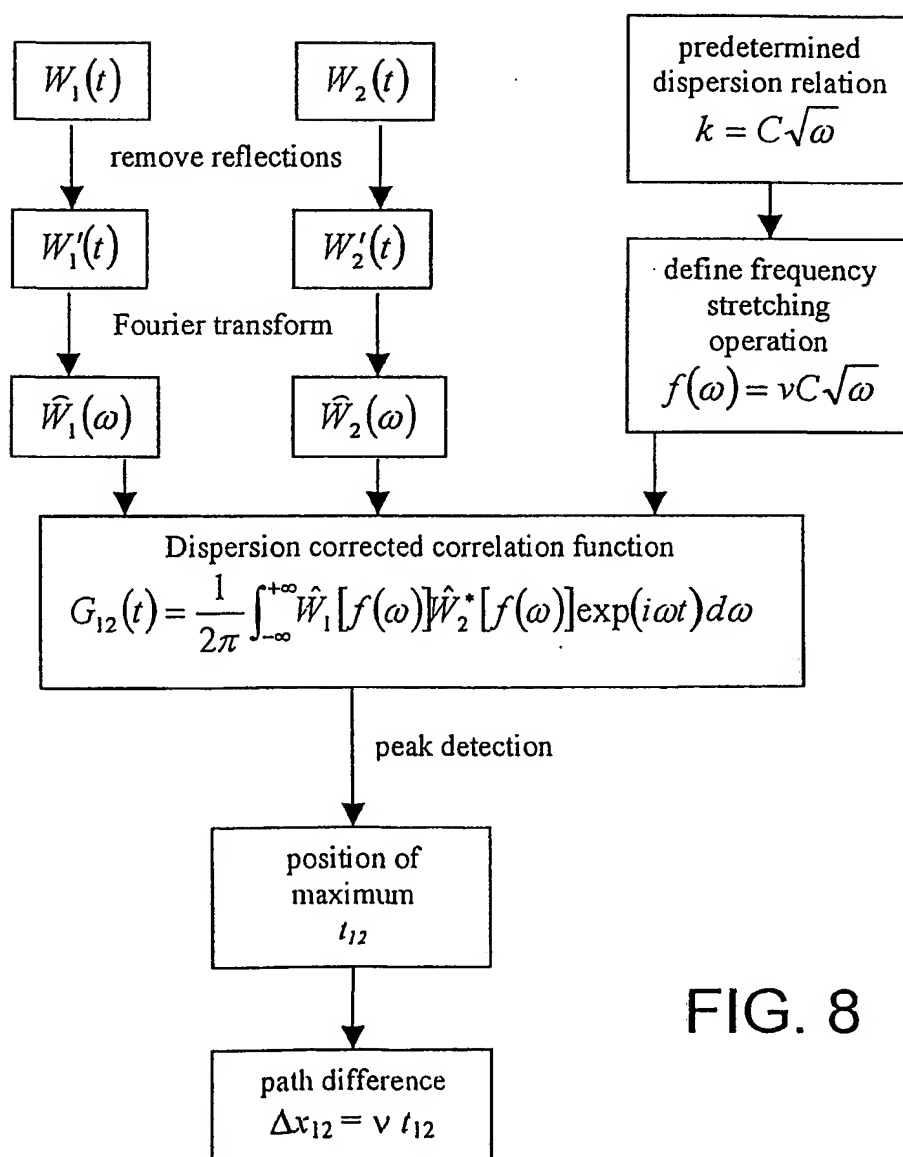 W₁(t)
W₂(t)
predetermined
dispersion relation
k = C√ω
remove reflections
W₁′(t)
W₂′(t)
define frequency
stretching
operation
f(ω) = νC√ω
Fourier transform
Ŵ₁(ω)
Ŵ₂(ω)
Dispersion corrected correlation function
G₁₂(t) = 1/2π ∫₋∞⁺∞ Ŵ₁[f(ω)]Ŵ₂*[f(ω)]exp(iωt)dω
peak detection
position of
maximum
t₁₂
FIG. 8
path difference
Δx₁₂ = ν t₁₂